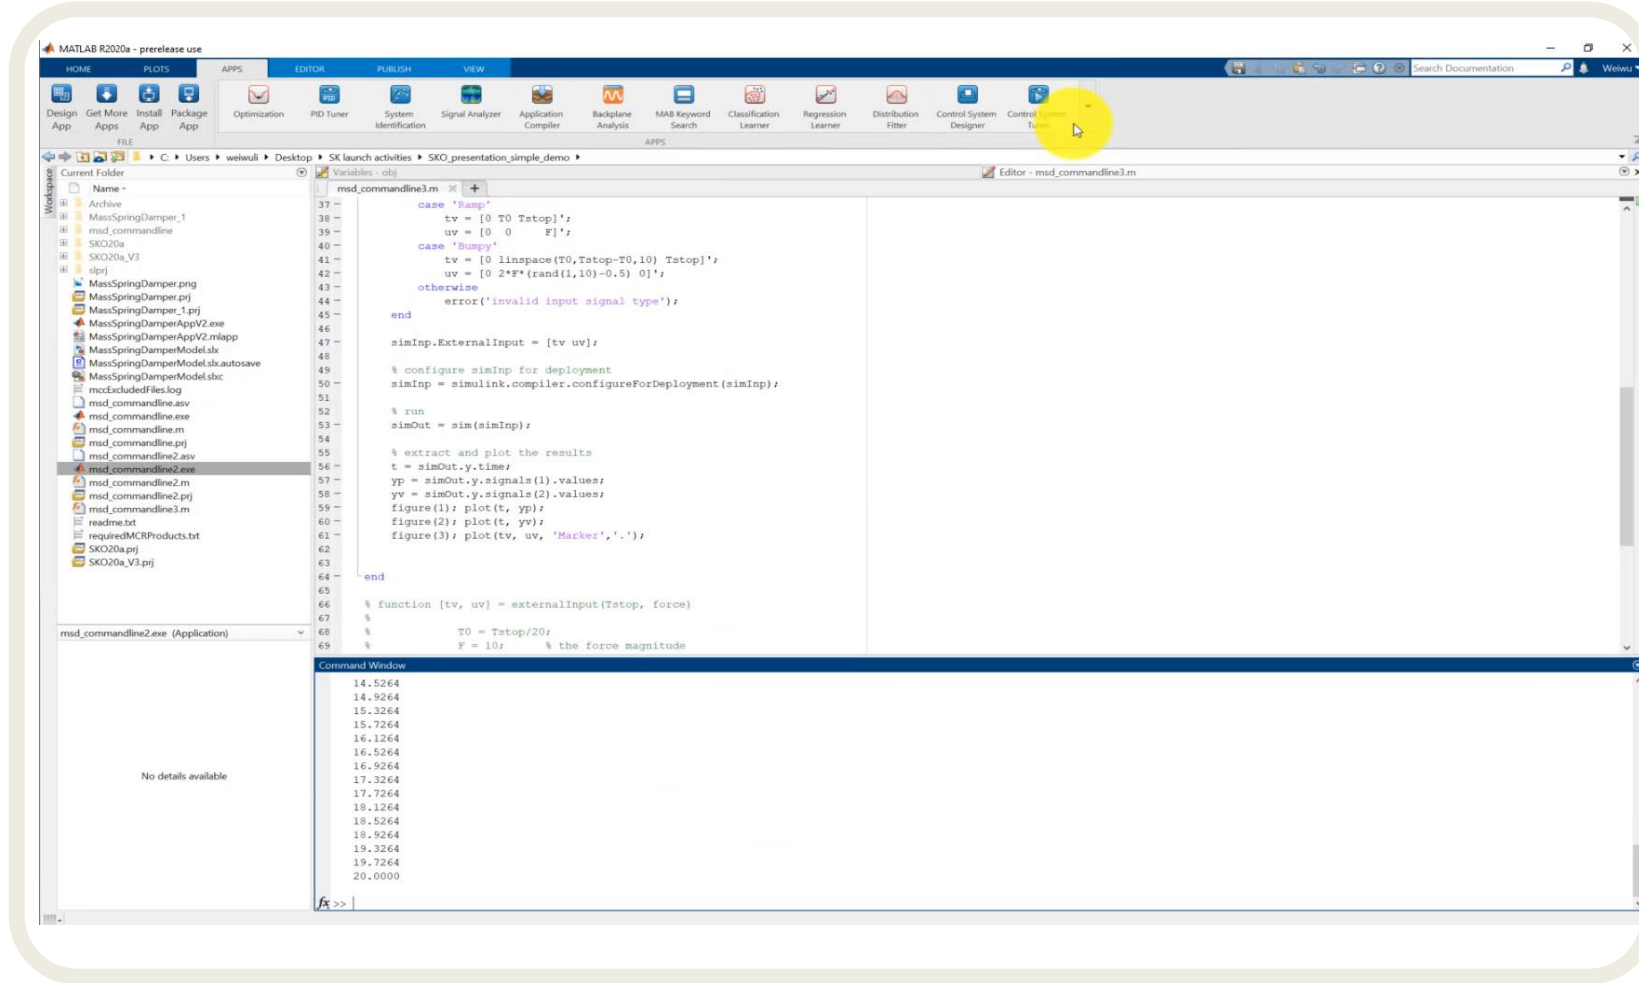 MATLAB R2020a - prerelease use
HOME PLOTS APPS EDITOR PUBLISH VIEW
Search Documentation
Weiwu
Design App
Get More Apps
Install App
Package App
Optimization
PID Tuner
System Identification
Signal Analyzer
Application Compiler
Backplane Analysis
MAB Keyword Search
Classification Learner
Regression Learner
Distribution Fitter
Control System Designer
Control System Tuner
FILE
APPS
C: Users weiwuli Desktop SK launch activities SKO_presentation_simple_demo
Workspace
Current Folder
Name
Archive
MassSpringDamper_1
msd_commandline
SKO20a
SKO20a_V3
slprj
MassSpringDamper.png
MassSpringDamper.prj
MassSpringDamper_1.prj
MassSpringDamperAppV2.exe
MassSpringDamperAppV2.mlapp
MassSpringDamperModel.slx
MassSpringDamperModel.slx.autosave
MassSpringDamperModel.slxc
mccExcludedFiles.log
msd_commandline.asv
msd_commandline.exe
msd_commandline.m
msd_commandline.prj
msd_commandline2.asv
msd_commandline2.exe
msd_commandline2.m
msd_commandline2.prj
msd_commandline3.m
readme.txt
requiredMCRProducts.txt
SKO20a.prj
SKO20a_V3.prj
msd_commandline2.exe (Application)
No details available
Variables - obj
Editor - msd_commandline3.m
msd_commandline3.m
37 case 'Ramp'
38 tv = [0 T0 Tstop]';
39 uv = [0 0 F]';
40 case 'Bumpy'
41 tv = [0 linspace(T0,Tstop-T0,10) Tstop]';
42 uv = [0 2*F*(rand(1,10)-0.5) 0]';
43 otherwise
44 error('invalid input signal type');
45 end
46
47 simInp.ExternalInput = [tv uv];
48
49 % configure simInp for deployment
50 simInp = simulink.compiler.configureForDeployment(simInp);
51
52 % run
53 simOut = sim(simInp);
54
55 % extract and plot the results
56 t = simOut.y.time;
57 yp = simOut.y.signals(1).values;
58 yv = simOut.y.signals(2).values;
59 figure(1); plot(t, yp);
60 figure(2); plot(t, yv);
61 figure(3); plot(tv, uv, 'Marker','.');
62
63
64 end
65
66 % function [tv, uv] = externalInput(Tstop, force)
67 %
68 % T0 = Tstop/20;
69 % F = 10; % the force magnitude
Command Window
14.5264
14.9264
15.3264
15.7264
16.1264
16.5264
16.9264
17.3264
17.7264
18.1264
18.5264
18.9264
19.3264
19.7264
20.0000
fx >>